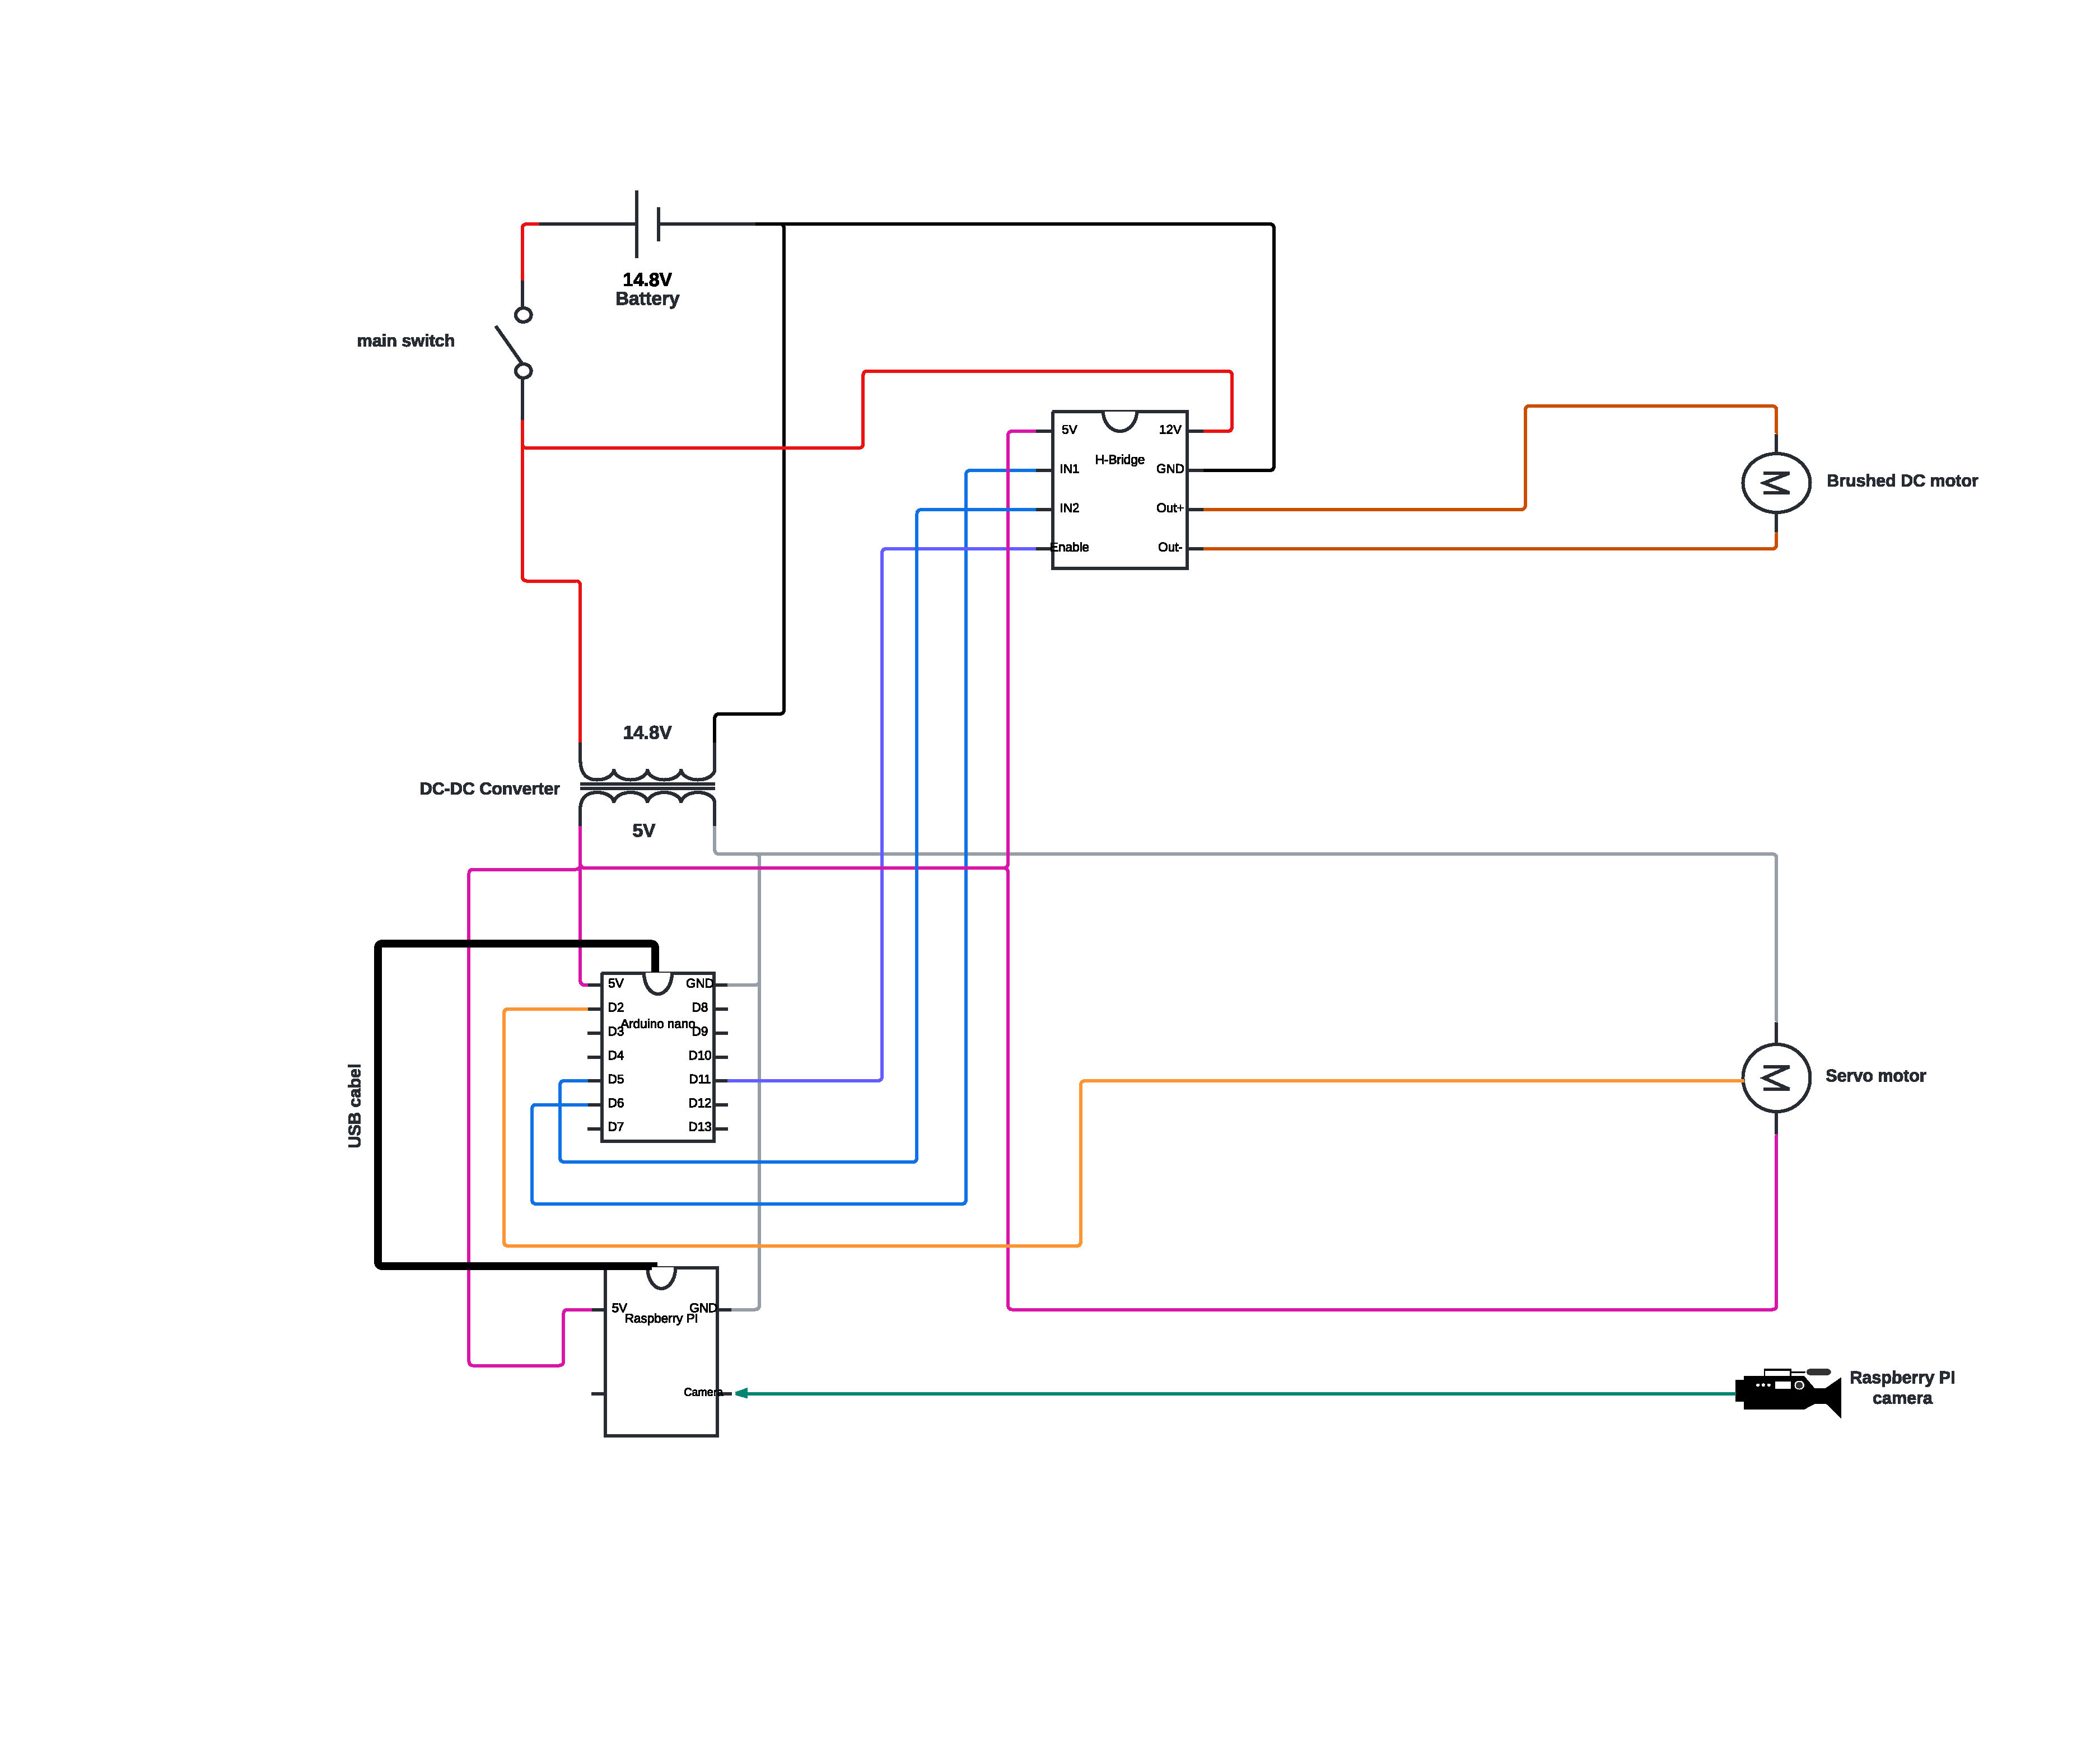 14.8V
Battery
main switch
5V
12V
H-Bridge
IN1
GND
IN2
Out+
Enable
Out-
Brushed DC motor
14.8V
DC-DC Converter
5V
USB cabel
5V
GND
D2
D8
Arduino nano
D3
D9
D4
D10
D5
D11
D6
D12
D7
D13
Servo motor
5V
GND
Raspberry PI
Camera
Raspberry PI
camera